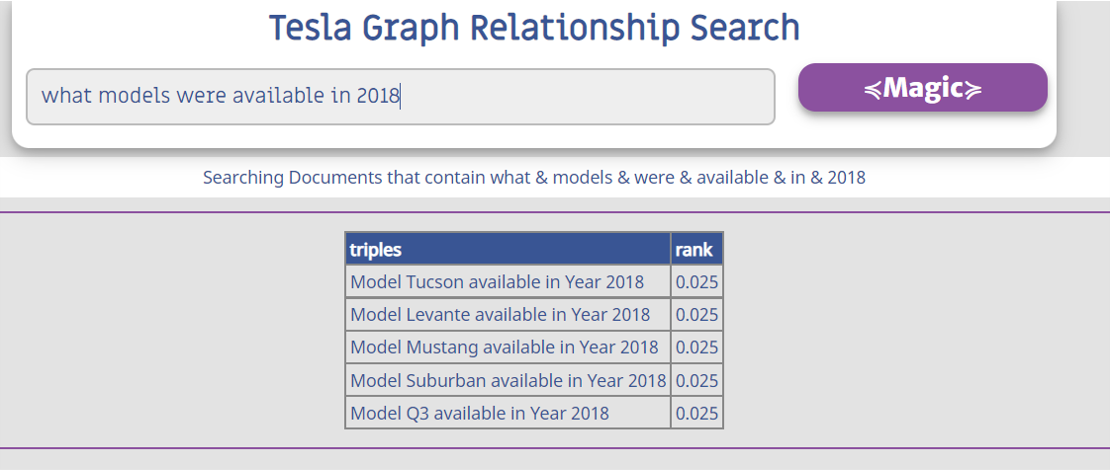 Tesla Graph Relationship Search
what models were available in 2018
⋞Magic⋟
Searching Documents that contain what & models & were & available & in & 2018
triples rank
Model Tucson available in Year 2018 0.025
Model Levante available in Year 2018 0.025
Model Mustang available in Year 2018 0.025
Model Suburban available in Year 2018 0.025
Model Q3 available in Year 2018 0.025